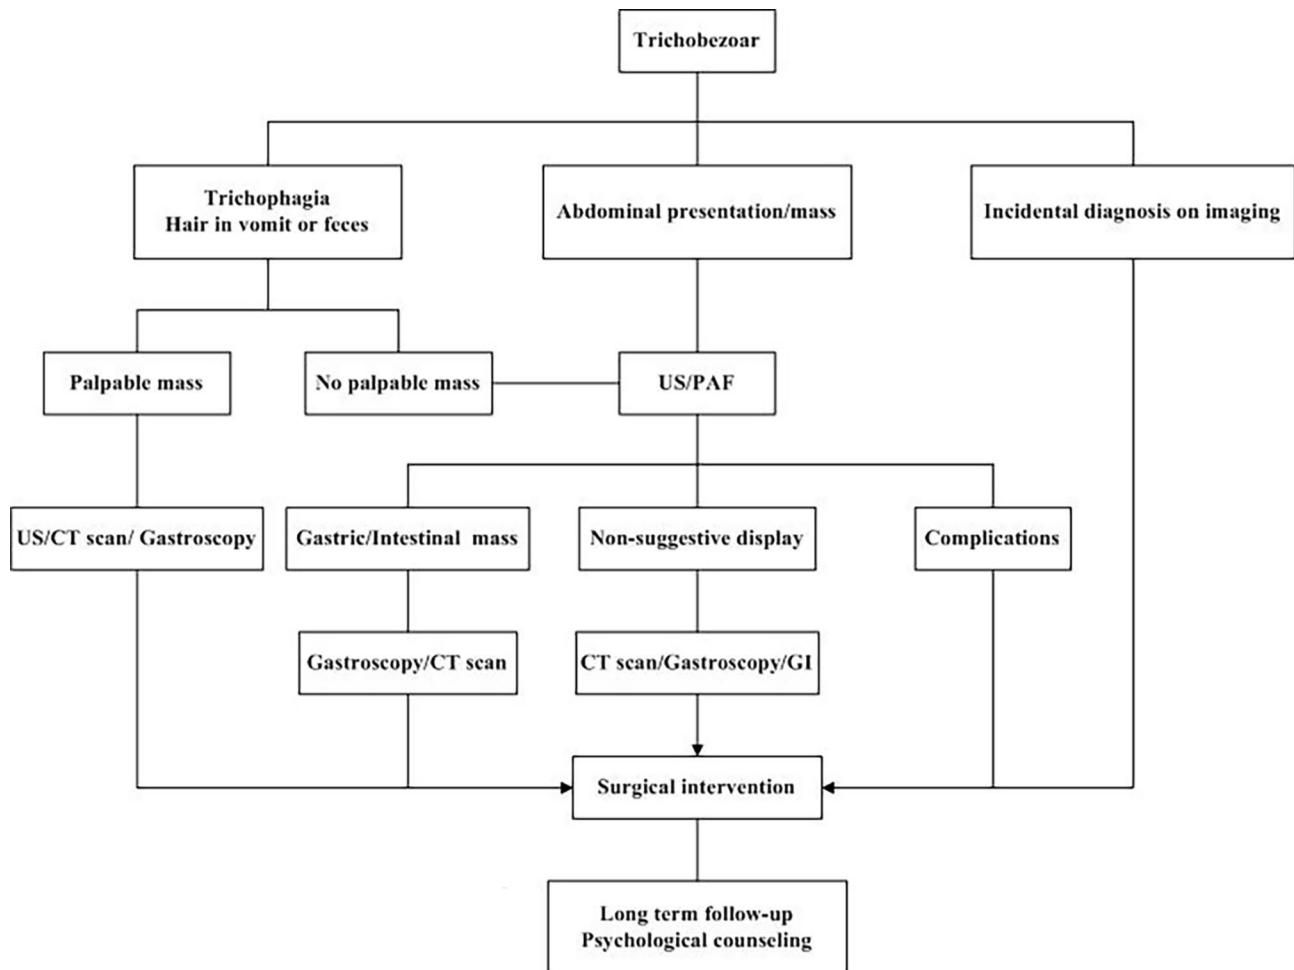 Trichobezoar
Trichophagia
Hair in vomit or feces
Abdominal presentation/mass
Incidental diagnosis on imaging
Palpable mass
No palpable mass
US/PAF
US/CT scan/ Gastroscopy
Gastric/Intestinal mass
Non-suggestive display
Complications
Gastroscopy/CT scan
CT scan/Gastroscopy/GI
Surgical intervention
Long term follow-up
Psychological counseling